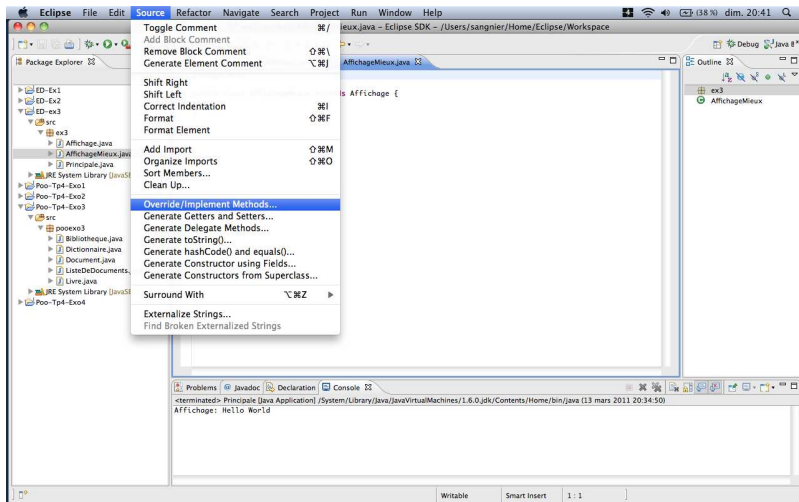 Eclipse File Edit Source Refactor Navigate Search Project Run Window Help (38 %) dim. 20:41
ieux.java – Eclipse SDK – /Users/sangnier/Home/Eclipse/Workspace
Debug Java
Package Explorer
ED-Ex1
ED-Ex2
ED-ex3
src
ex3
Affichage.java
AffichageMieux.java
Principale.java
JRE System Library [JavaSE
Poo-Tp4-Exo1
Poo-Tp4-Exo2
Poo-Tp4-Exo3
src
pooexo3
Bibliotheque.java
Dictionnaire.java
Document.java
ListeDeDocuments.
Livre.java
JRE System Library [JavaSE
Poo-Tp4-Exo4
Toggle Comment ⌘/
Add Block Comment
Remove Block Comment ⇧⌘\
Generate Element Comment ⌥⌘J
Shift Right
Shift Left
Correct Indentation ⌘I
Format ⇧⌘F
Format Element
Add Import ⇧⌘M
Organize Imports ⇧⌘O
Sort Members...
Clean Up...
Override/Implement Methods...
Generate Getters and Setters...
Generate Delegate Methods...
Generate toString()...
Generate hashCode() and equals()...
Generate Constructor using Fields...
Generate Constructors from Superclass...
Surround With ⌥⌘Z
Externalize Strings...
Find Broken Externalized Strings
AffichageMieux.java
ds Affichage {
Outline
ex3
AffichageMieux
Problems Javadoc Declaration Console
<terminated> Principale [Java Application] /System/Library/Java/JavaVirtualMachines/1.6.0.jdk/Contents/Home/bin/java (13 mars 2011 20:34:50)
Affichage: Hello World
Writable Smart Insert 1 : 1